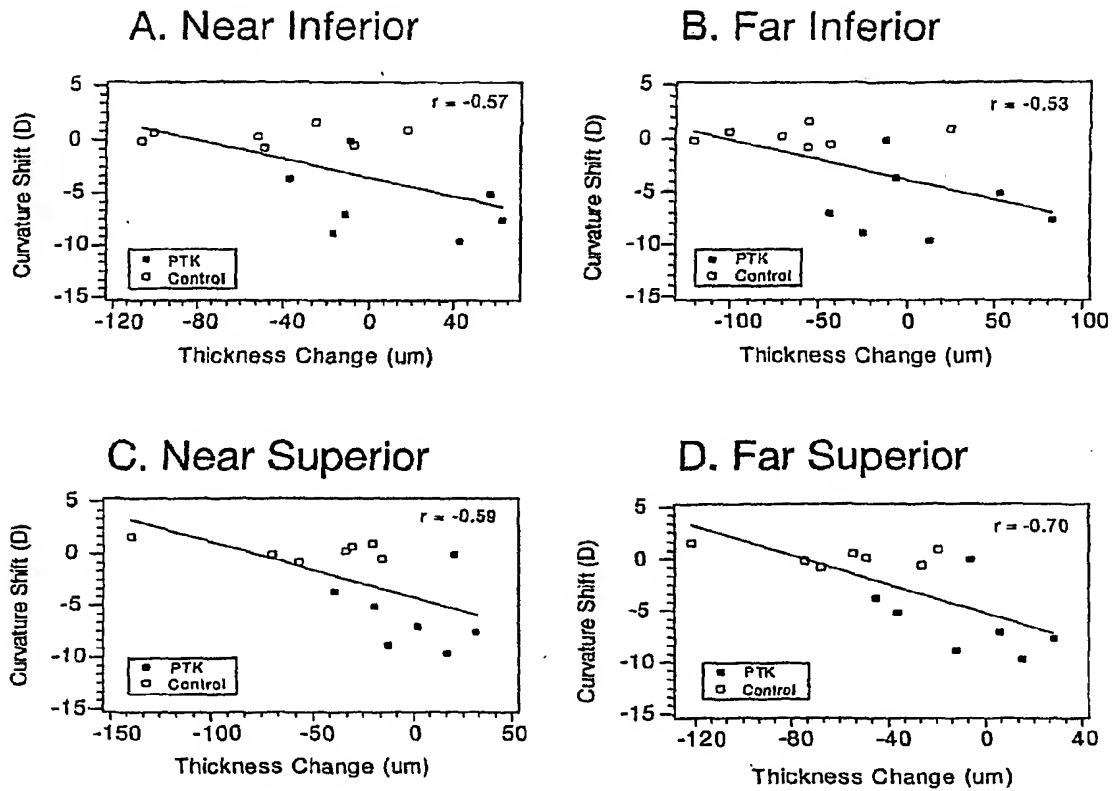 A. Near Inferior
r = -0.57
5
0
-5
-10
-15
Curvature Shift (D)
PTK
Control
-120
-80
-40
0
40
Thickness Change (um)
B. Far Inferior
r = -0.53
5
0
-5
-10
-15
Curvature Shift (D)
PTK
Control
-100
-50
0
50
100
Thickness Change (um)
C. Near Superior
r = -0.59
5
0
-5
-10
-15
Curvature Shift (D)
PTK
Control
-150
-100
-50
0
50
Thickness Change (um)
D. Far Superior
r = -0.70
5
0
-5
-10
-15
Curvature Shift (D)
PTK
Control
-120
-80
-40
0
40
Thickness Change (um)